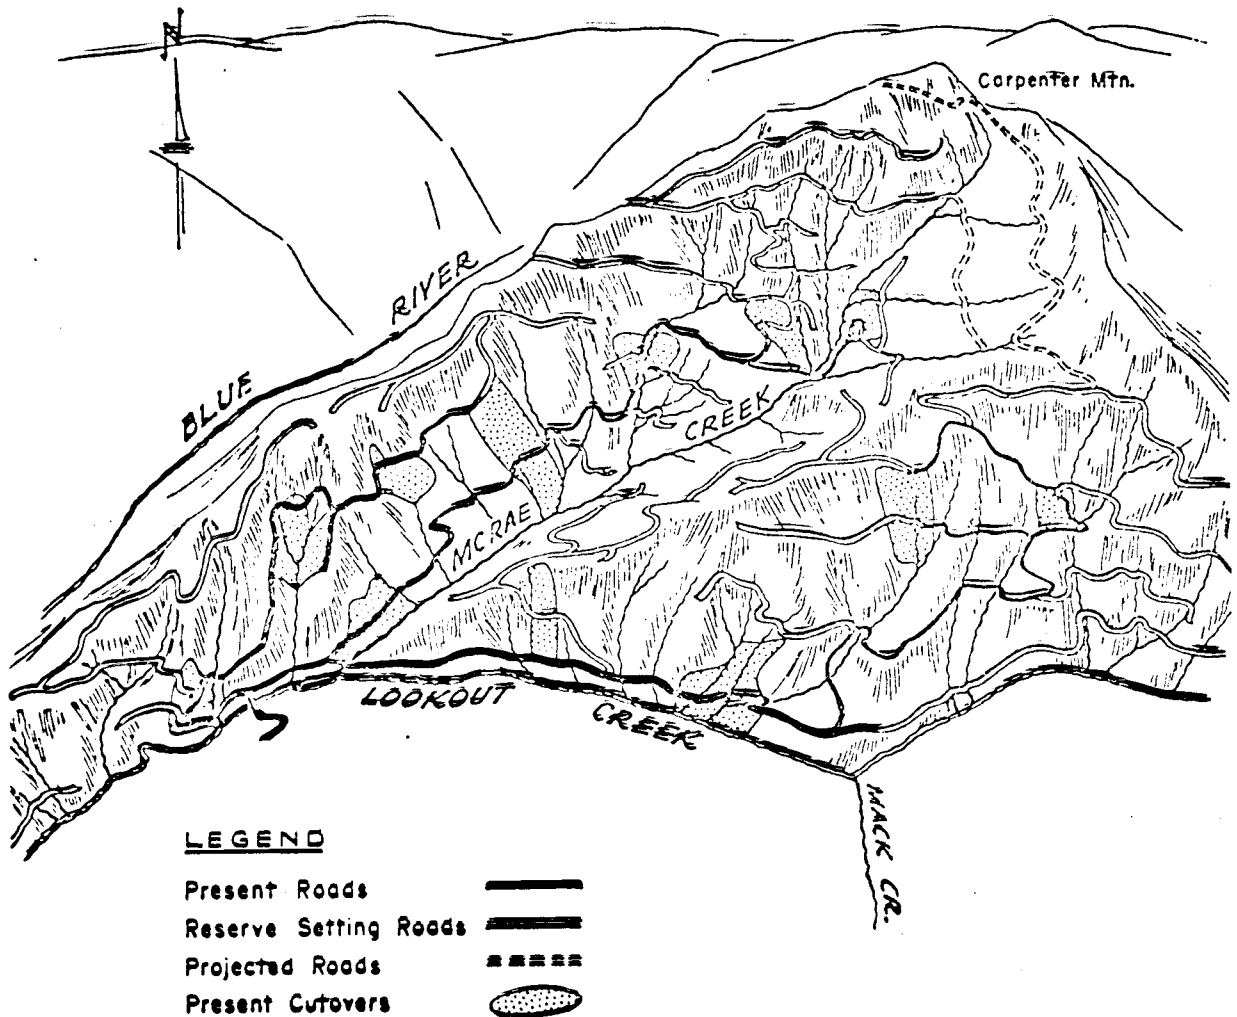 Carpenter Mtn.
BLUE RIVER
CREEK
MCRAE
LOOKOUT CREEK
MACK CR.
LEGEND
Present Roads
Reserve Setting Roads
Projected Roads
Present Cutovers